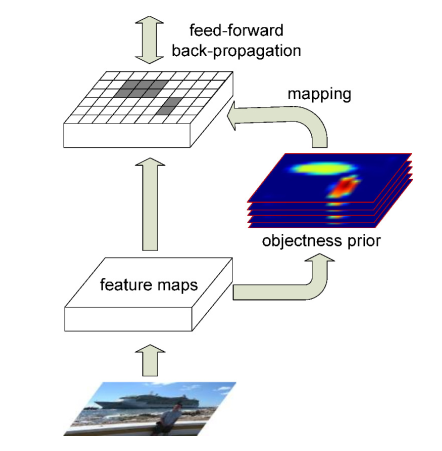 feed-forward
back-propagation
mapping
objectness prior
feature maps